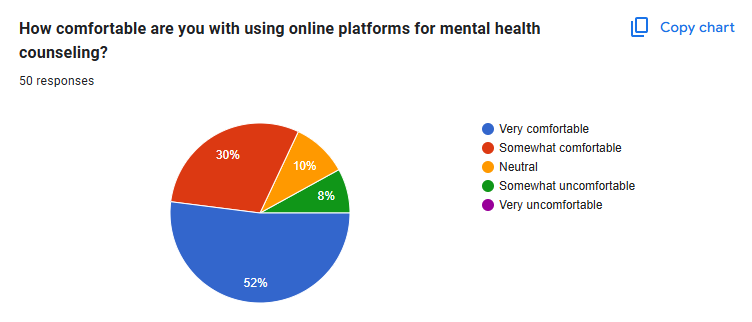 How comfortable are you with using online platforms for mental health
counseling?
Copy chart
50 responses
30%
10%
8%
52%
Very comfortable
Somewhat comfortable
Neutral
Somewhat uncomfortable
Very uncomfortable